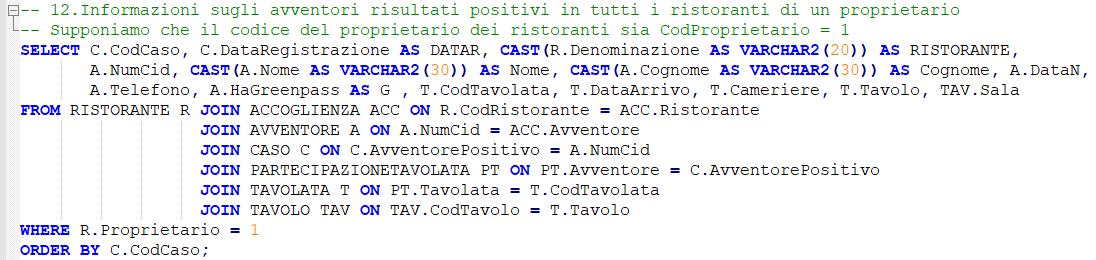 -- 12.Informazioni sugli avventori risultati positivi in tutti i ristoranti di un proprietario
-- Supponiamo che il codice del proprietario dei ristoranti sia CodProprietario = 1
SELECT C.CodCaso, C.DataRegistrazione AS DATAR, CAST(R.Denominazione AS VARCHAR2(20)) AS RISTORANTE,
A.NumCid, CAST(A.Nome AS VARCHAR2(30)) AS Nome, CAST(A.Cognome AS VARCHAR2(30)) AS Cognome, A.DataN,
A.Telefono, A.HaGreenpass AS G , T.CodTavolata, T.DataArrivo, T.Cameriere, T.Tavolo, TAV.Sala
FROM RISTORANTE R JOIN ACCOGLIENZA ACC ON R.CodRistorante = ACC.Ristorante
JOIN AVVENTORE A ON A.NumCid = ACC.Avventore
JOIN CASO C ON C.AvventorePositivo = A.NumCid
JOIN PARTECIPAZIONETAVOLATA PT ON PT.Avventore = C.AvventorePositivo
JOIN TAVOLATA T ON PT.Tavolata = T.CodTavolata
JOIN TAVOLO TAV ON TAV.CodTavolo = T.Tavolo
WHERE R.Proprietario = 1
ORDER BY C.CodCaso;